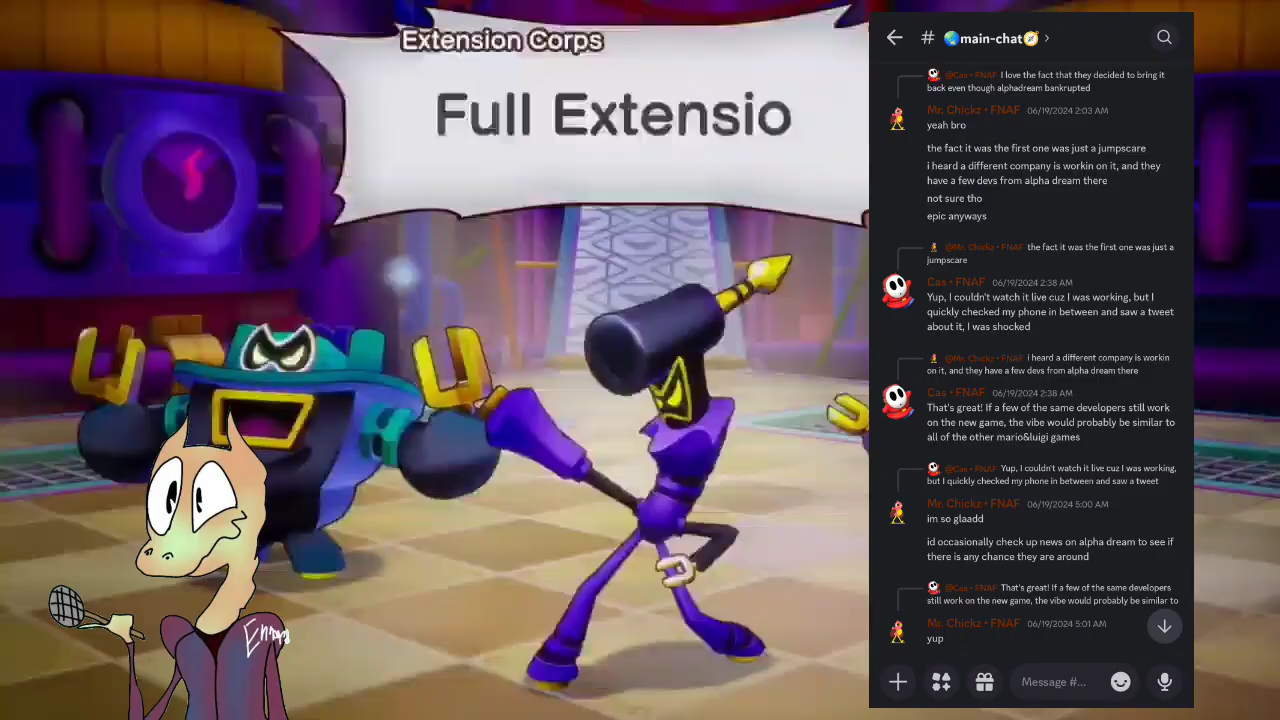 Extension Corps
Full Extensio
# main-chat
@Cas • FNAF I love the fact that they decided to bring it
back even though alphadream bankrupted
Mr. Chickz • FNAF 06/19/2024 2:03 AM
yeah bro
the fact it was the first one was just a jumpscare
i heard a different company is workin on it, and they
have a few devs from alpha dream there
not sure tho
epic anyways
@Mr. Chickz • FNAF the fact it was the first one was just a
jumpscare
Cas • FNAF 06/19/2024 2:38 AM
Yup, I couldn't watch it live cuz I was working, but I
quickly checked my phone in between and saw a tweet
about it, I was shocked
@Mr. Chickz • FNAF i heard a different company is workin
on it, and they have a few devs from alpha dream there
Cas • FNAF 06/19/2024 2:38 AM
That's great! If a few of the same developers still work
on the new game, the vibe would probably be similar to
all of the other mario&luigi games
@Cas • FNAF Yup, I couldn't watch it live cuz I was working,
but I quickly checked my phone in between and saw a tweet
Mr. Chickz • FNAF 06/19/2024 5:00 AM
im so glaadd
id occasionally check up news on alpha dream to see if
there is any chance they are around
@Cas • FNAF That's great! If a few of the same developers
still work on the new game, the vibe would probably be similar to
Mr. Chickz • FNAF 06/19/2024 5:01 AM
yup
Message #...